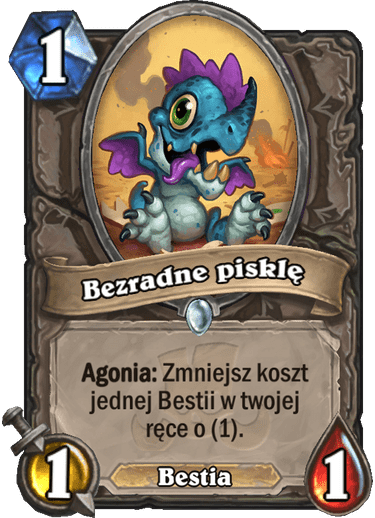 1
Bezradne pisklę
Agonia: Zmniejsz koszt
jednej Bestii w twojej
ręce o (1).
1
Bestia
1